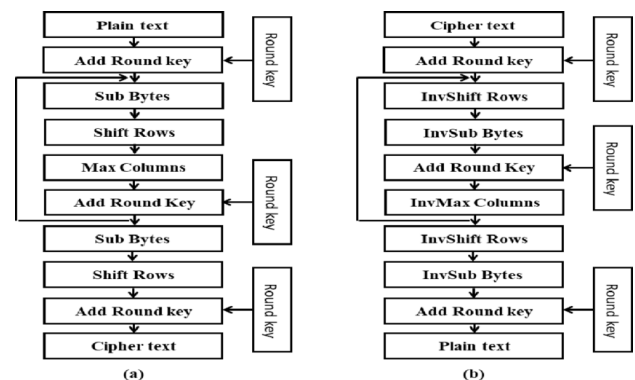 Plain text
Add Round key
Sub Bytes
Shift Rows
Max Columns
Add Round Key
Sub Bytes
Shift Rows
Add Round key
Cipher text
Round key
Round key
Round key
(a)
Cipher text
Add Round key
InvShift Rows
InvSub Bytes
Add Round Key
InvMax Columns
InvShift Rows
InvSub Bytes
Add Round key
Plain text
Round key
Round key
Round key
(b)